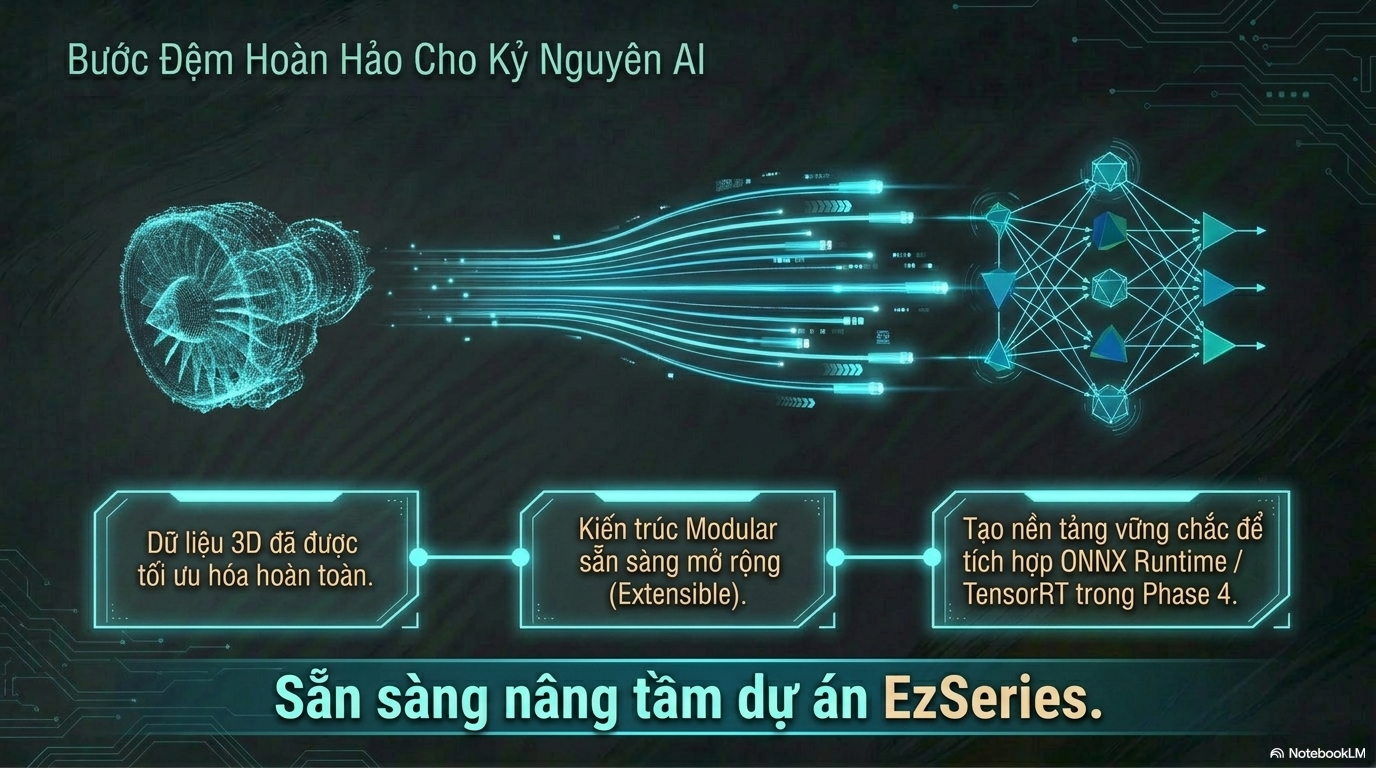 Bước Đệm Hoàn Hảo Cho Kỷ Nguyên AI
Dữ liệu 3D đã được
tối ưu hóa hoàn toàn.
Kiến trúc Modular
sẵn sàng mở rộng
(Extensible).
Tạo nền tảng vững chắc để
tích hợp ONNX Runtime /
TensorRT trong Phase 4.
Sẵn sàng nâng tầm dự án EzSeries.
NotebookLM